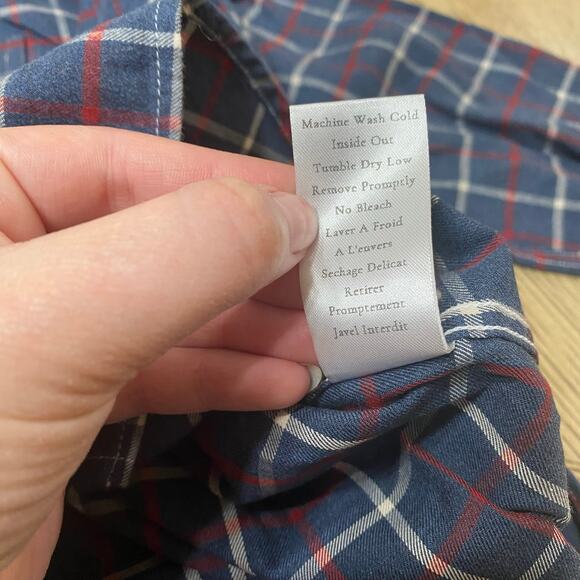 Machine Wash Cold
Inside Out
Tumble Dry Low
Remove Promptly
No Bleach
Laver A Froid
A L'envers
Sechage Delicat
Retirer
Promptement
Javel Interdit